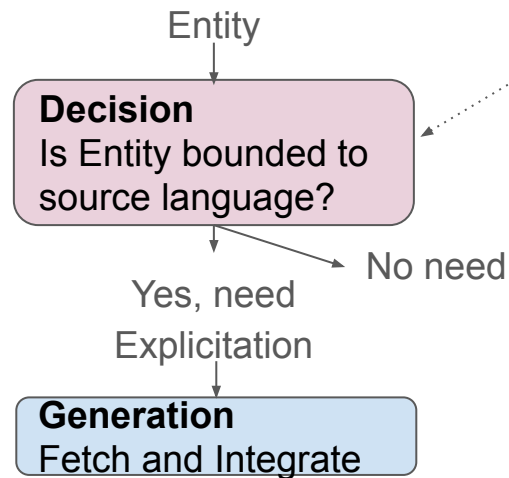 Entity
Decision
Is Entity bounded to
source language?
No need
Yes, need
Explicitation
Generation
Fetch and Integrate